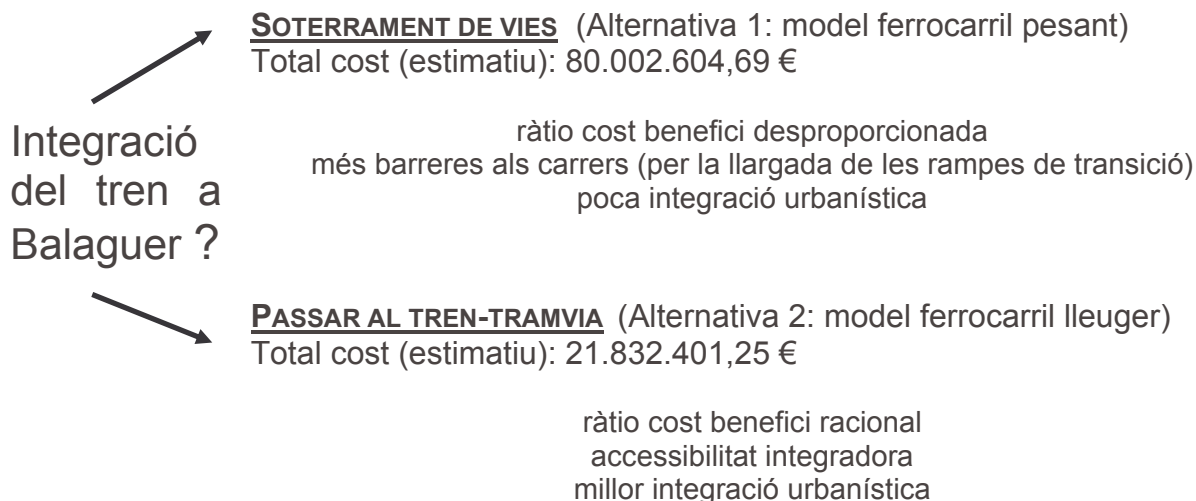 Integració
del tren a
Balaguer ?
SOTERRAMENT DE VIES (Alternativa 1: model ferrocarril pesant)
Total cost (estimatiu): 80.002.604,69 €
ràtio cost benefici desproporcionada
més barreres als carrers (per la llargada de les rampes de transició)
poca integració urbanística
PASSAR AL TREN-TRAMVIA (Alternativa 2: model ferrocarril lleuger)
Total cost (estimatiu): 21.832.401,25 €
ràtio cost benefici racional
accessibilitat integradora
millor integració urbanística